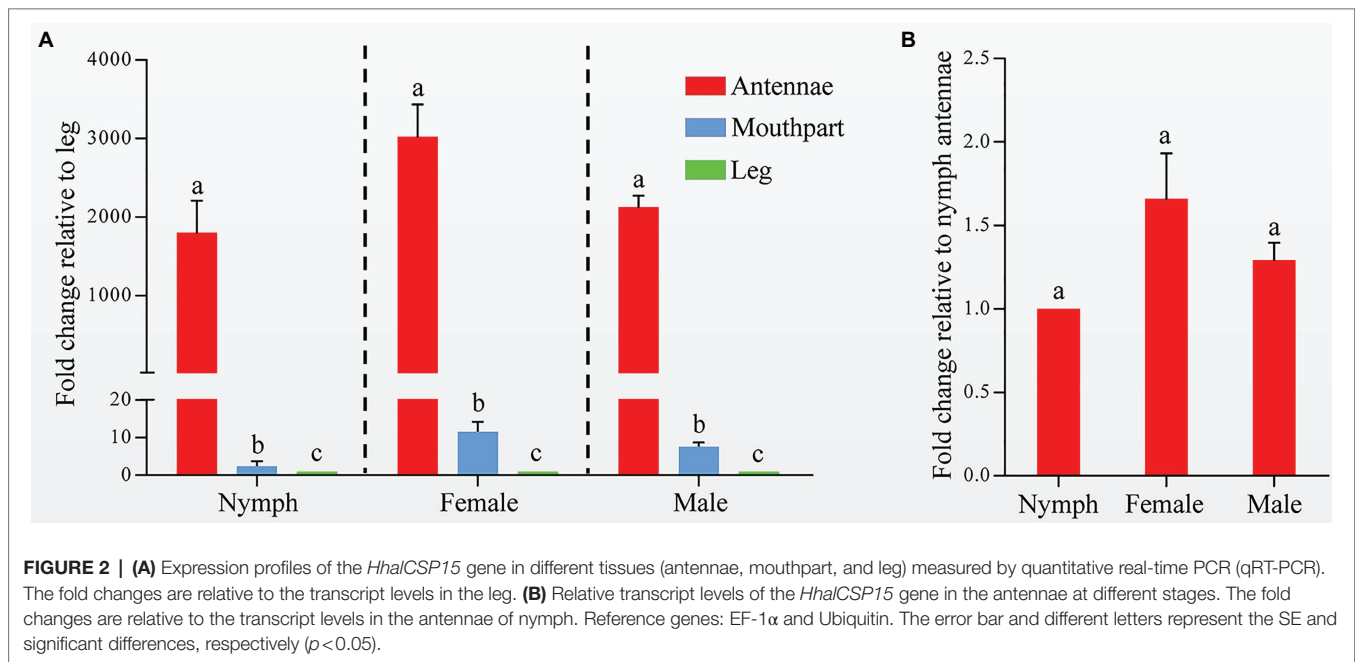 A
4000
3000
2000
1000
20
10
0
Fold change relative to leg
a
b
c
a
b
c
a
b
c
Antennae
Mouthpart
Leg
Nymph
Female
Male
B
2.5
2.0
1.5
1.0
0.5
0.0
Fold change relative to nymph antennae
a
a
a
Nymph
Female
Male
FIGURE 2 | (A) Expression profiles of the HhalCSP15 gene in different tissues (antennae, mouthpart, and leg) measured by quantitative real-time PCR (qRT-PCR).
The fold changes are relative to the transcript levels in the leg. (B) Relative transcript levels of the HhalCSP15 gene in the antennae at different stages. The fold
changes are relative to the transcript levels in the antennae of nymph. Reference genes: EF-1α and Ubiquitin. The error bar and different letters represent the SE and
significant differences, respectively (p<0.05).